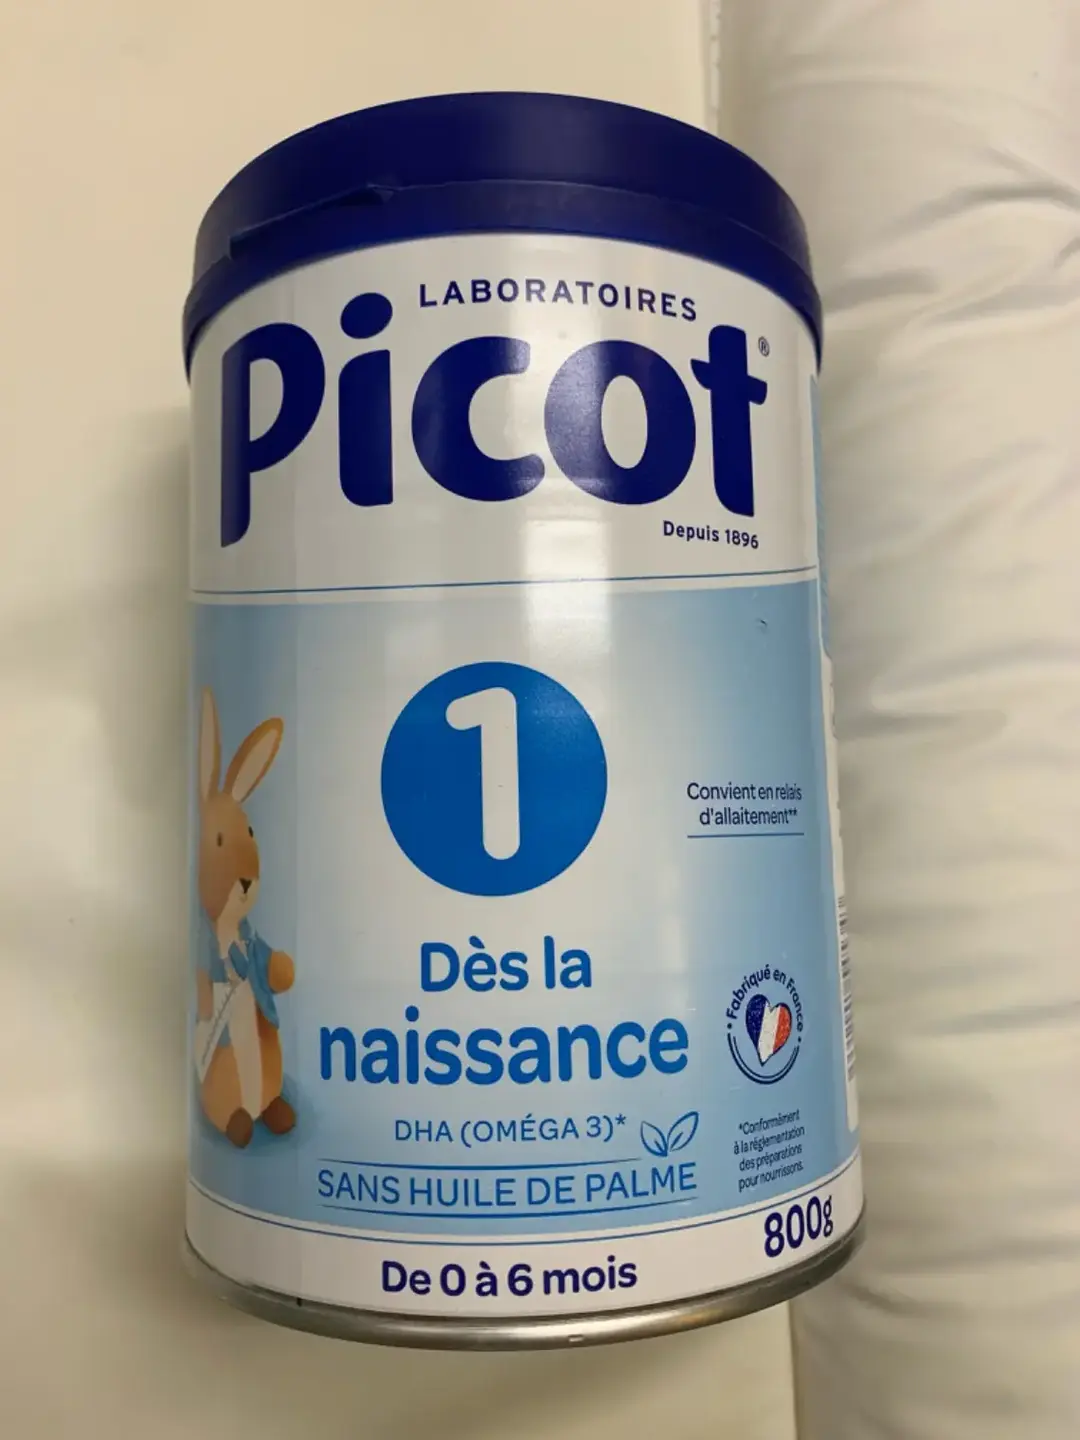 LABORATOIRES
Picot®
Depuis 1896
1
Convient en relais
d'allaitement**
Dès la
naissance
Fabriqué en France
DHA (OMÉGA 3)*
SANS HUILE DE PALME
*Conformément
à la réglementation
des préparations
pour nourrissons.
800g
De 0 à 6 mois